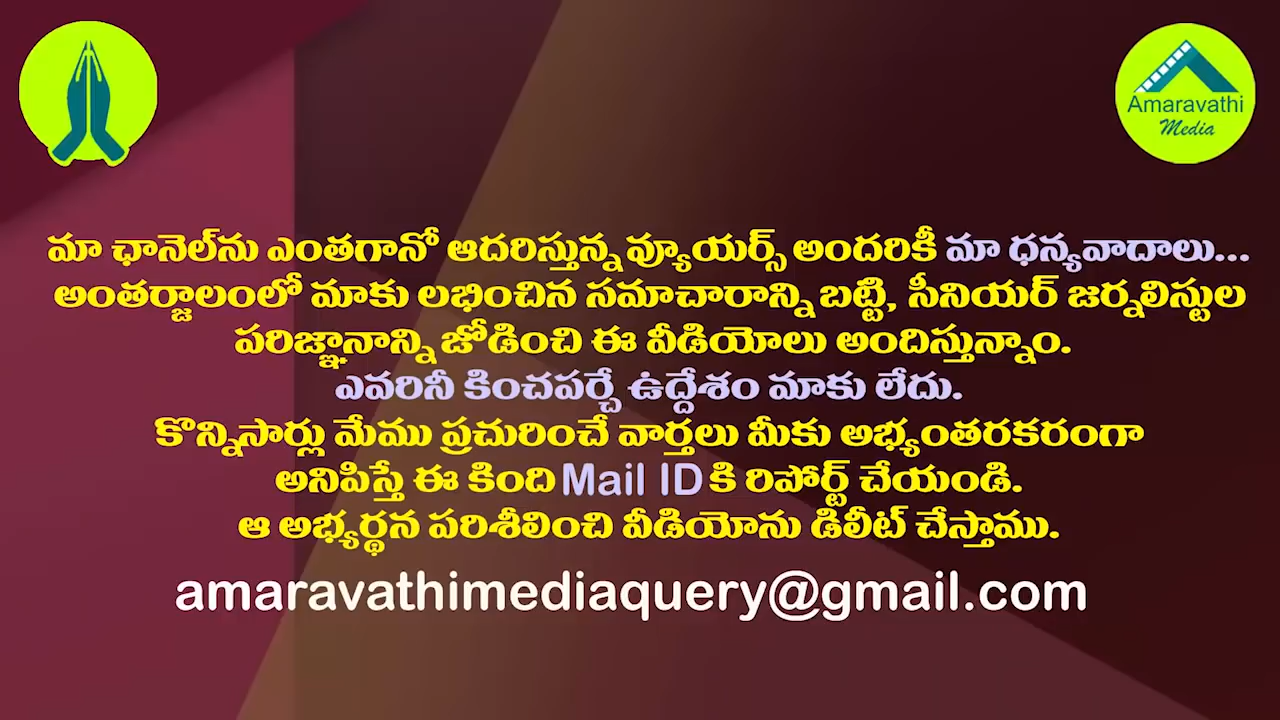 Amaravathi
Media
మా ఛానెల్‌ను ఎంతగానో ఆదరిస్తున్న వ్యూయర్స్ అందరికీ మా ధన్యవాదాలు...
అంతర్జాలంలో మాకు లభించిన సమాచారాన్ని బట్టి, సీనియర్ జర్నలిస్టుల
పరిజ్ఞానాన్ని జోడించి ఈ వీడియోలు అందిస్తున్నాం.
ఎవరినీ కించపర్చే ఉద్దేశం మాకు లేదు.
కొన్నిసార్లు మేము ప్రచురించే వార్తలు మీకు అభ్యంతరకరంగా
అనిపిస్తే ఈ కింది Mail ID కి రిపోర్ట్ చేయండి.
ఆ అభ్యర్థన పరిశీలించి వీడియోను డిలీట్ చేస్తాము.
amaravathimediaquery@gmail.com